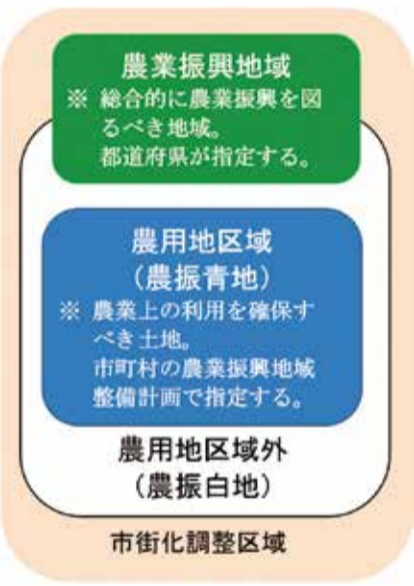 農業振興地域
※ 総合的に農業振興を図
るべき地域。
都道府県が指定する。
農用地区域
（農振青地）
※ 農業上の利用を確保す
べき土地。
市町村の農業振興地域
整備計画で指定する。
農用地区域外
（農振白地）
市街化調整区域